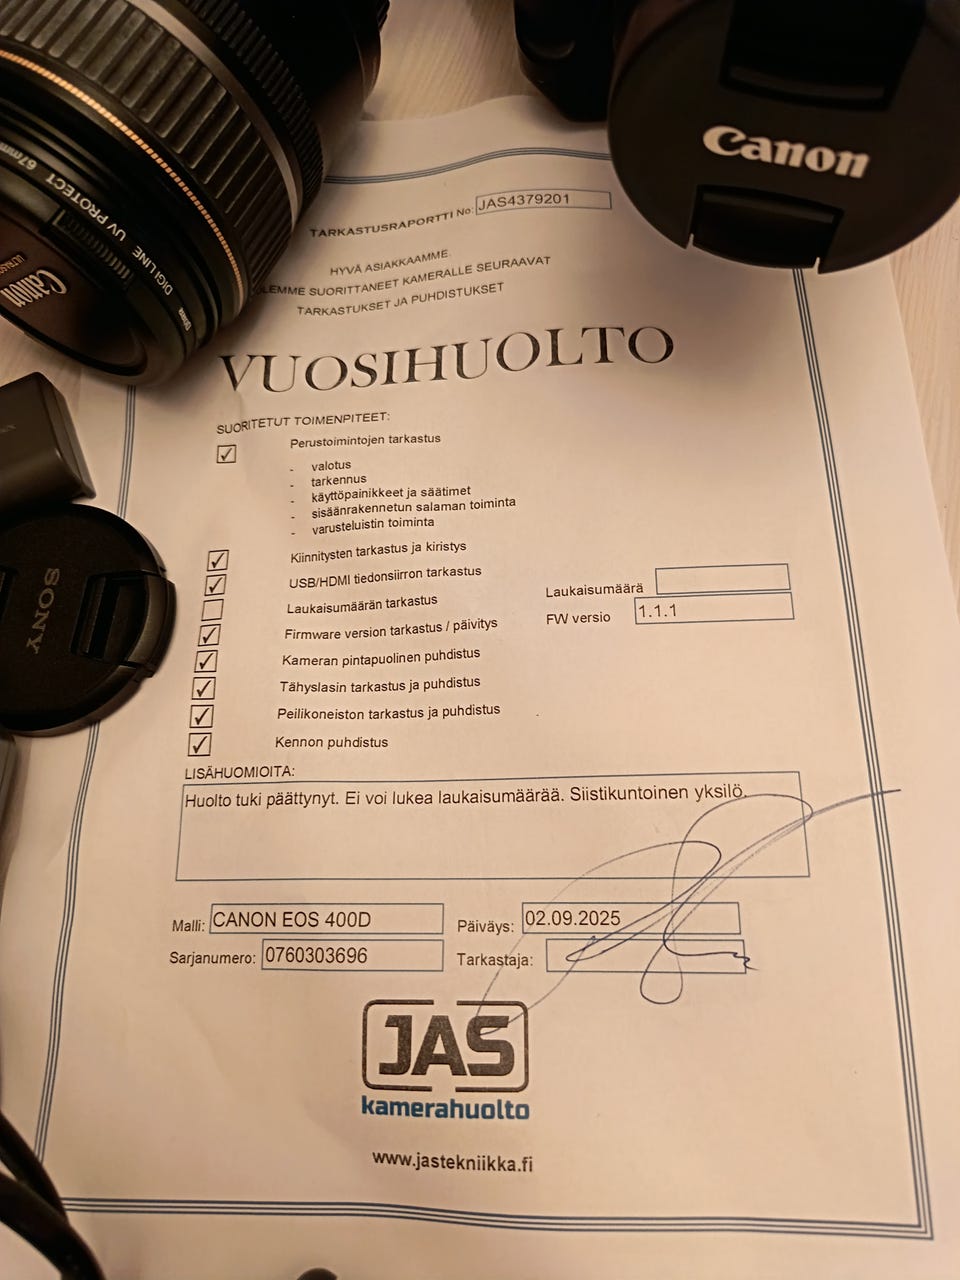 Canon
67mm
UV PROTECT
DIGI LINE
Canon
SONY
TARKASTUSRAPORTTI No: JAS4379201
HYVÄ ASIAKKAAMME
OLEMME SUORITTANEET KAMERALLE SEURAAVAT
TARKASTUKSET JA PUHDISTUKSET
VUOSIHUOLTO
SUORITETUT TOIMENPITEET:
Perustoimintojen tarkastus
- valotus
- tarkennus
- käyttöpainikkeet ja säätimet
- sisäänrakennetun salaman toiminta
- varusteluistin toiminta
Kiinnitysten tarkastus ja kiristys
USB/HDMI tiedonsiirron tarkastus
Laukaisumäärän tarkastus
Laukaisumäärä
Firmware version tarkastus / päivitys
FW versio 1.1.1
Kameran pintapuolinen puhdistus
Tähyslasin tarkastus ja puhdistus
Peilikoneiston tarkastus ja puhdistus
Kennon puhdistus
LISÄHUOMIOITA:
Huolto tuki päättynyt. Ei voi lukea laukaisumäärää. Siistikuntoinen yksilö.
Malli: CANON EOS 400D
Päiväys: 02.09.2025
Sarjanumero: 0760303696
Tarkastaja:
JAS
kamerahuolto
www.jastekniikka.fi